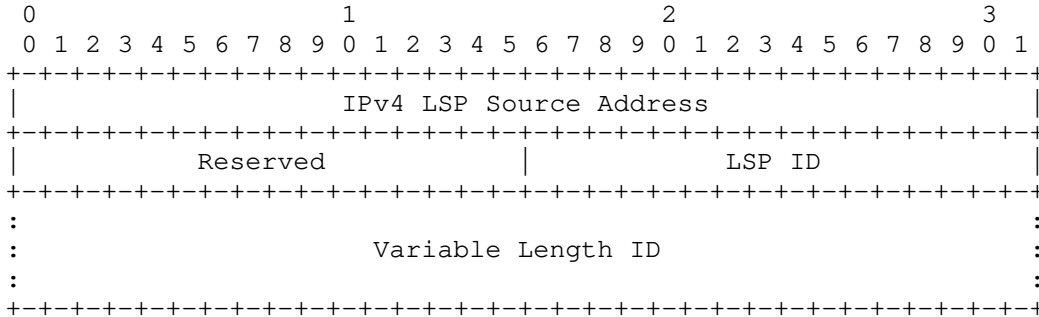 0                   1                   2                   3
 0 1 2 3 4 5 6 7 8 9 0 1 2 3 4 5 6 7 8 9 0 1 2 3 4 5 6 7 8 9 0 1
+-+-+-+-+-+-+-+-+-+-+-+-+-+-+-+-+-+-+-+-+-+-+-+-+-+-+-+-+-+-+-+-+
|                    IPv4 LSP Source Address                    |
+-+-+-+-+-+-+-+-+-+-+-+-+-+-+-+-+-+-+-+-+-+-+-+-+-+-+-+-+-+-+-+-+
|           Reserved            |            LSP ID             |
+-+-+-+-+-+-+-+-+-+-+-+-+-+-+-+-+-+-+-+-+-+-+-+-+-+-+-+-+-+-+-+-+
:                                                               :
:                      Variable Length ID                       :
:                                                               :
+-+-+-+-+-+-+-+-+-+-+-+-+-+-+-+-+-+-+-+-+-+-+-+-+-+-+-+-+-+-+-+-+